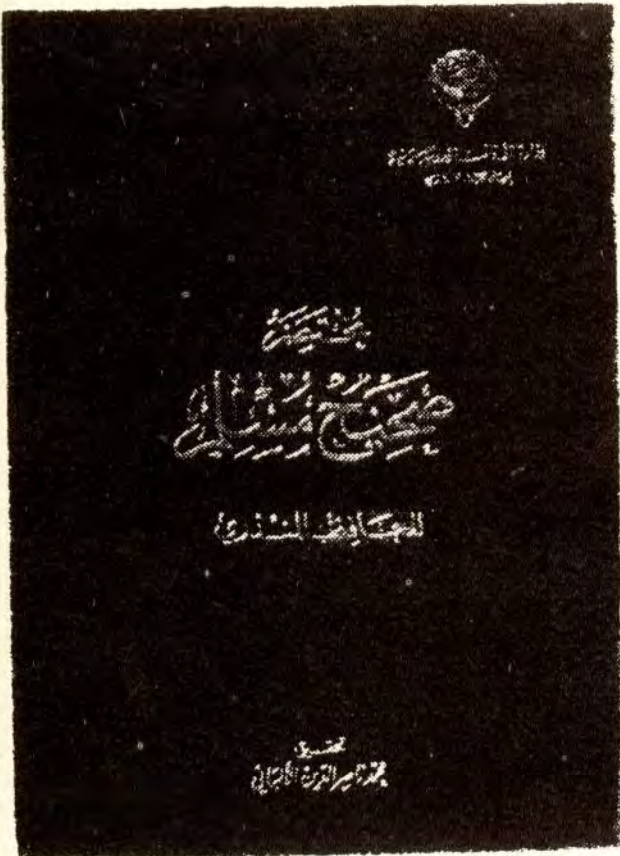 مختصر
صحيح مسلم
للحافظ المنذري
تحقيق
محمد ناصر الدين الألباني